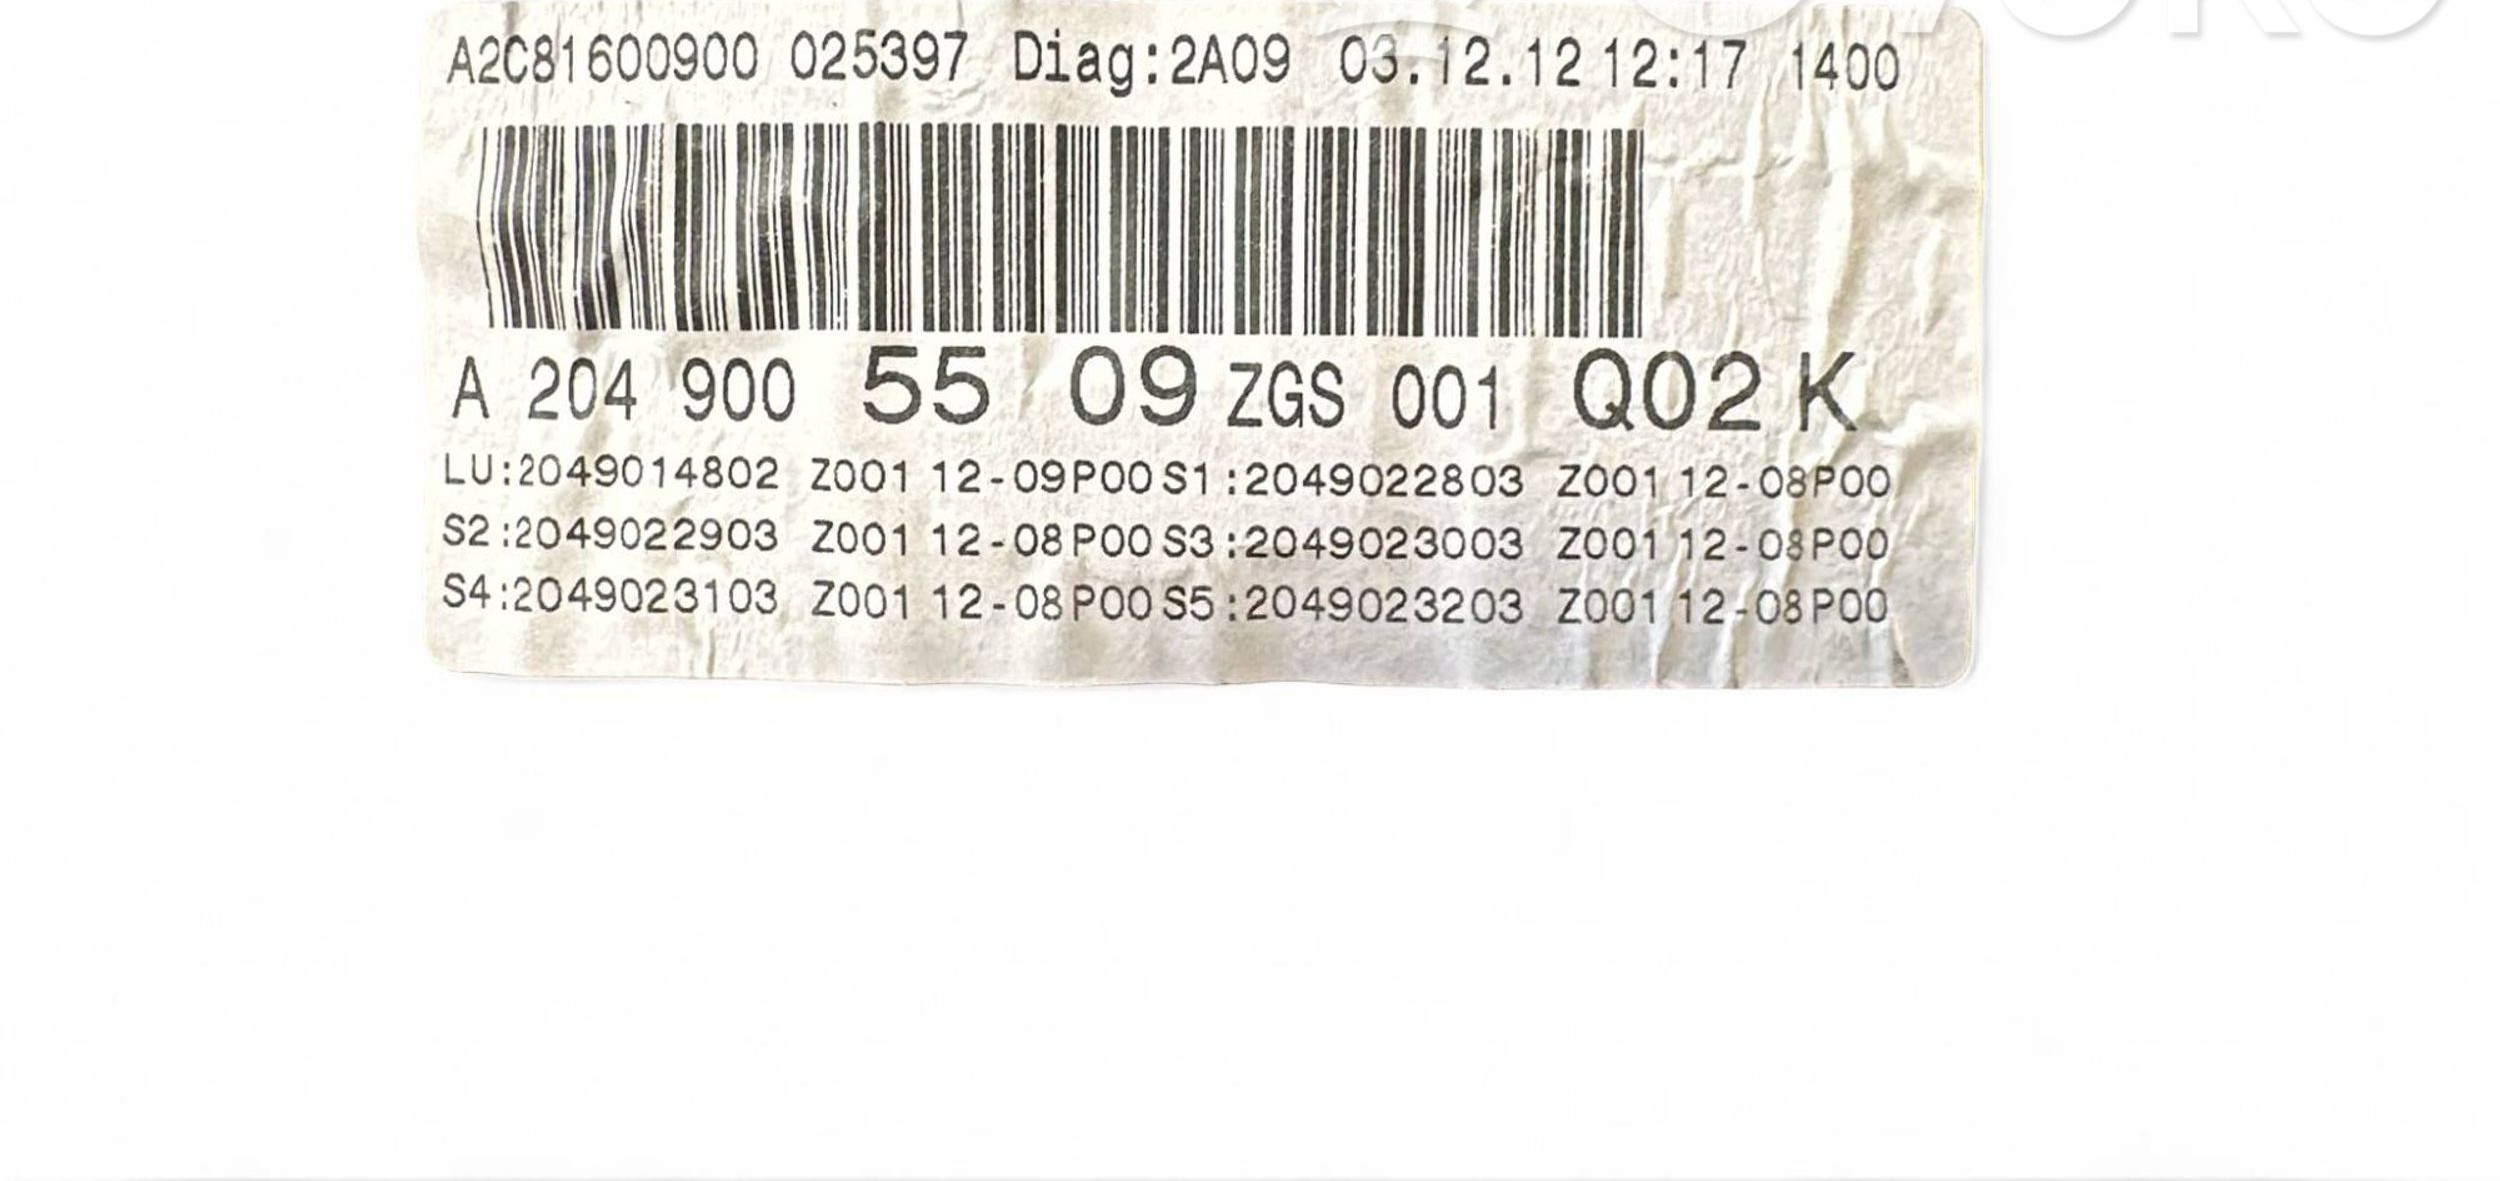 A2C81600900 025397 Diag:2A09 03.12.12 12:17 1400
A 204 900 55 09 ZGS 001 Q02 K
LU:2049014802 Z001 12-09P00 S1:2049022803 Z001 12-08P00
S2:2049022903 Z001 12-08P00 S3:2049023003 Z001 12-08P00
S4:2049023103 Z001 12-08P00 S5:2049023203 Z001 12-08P00